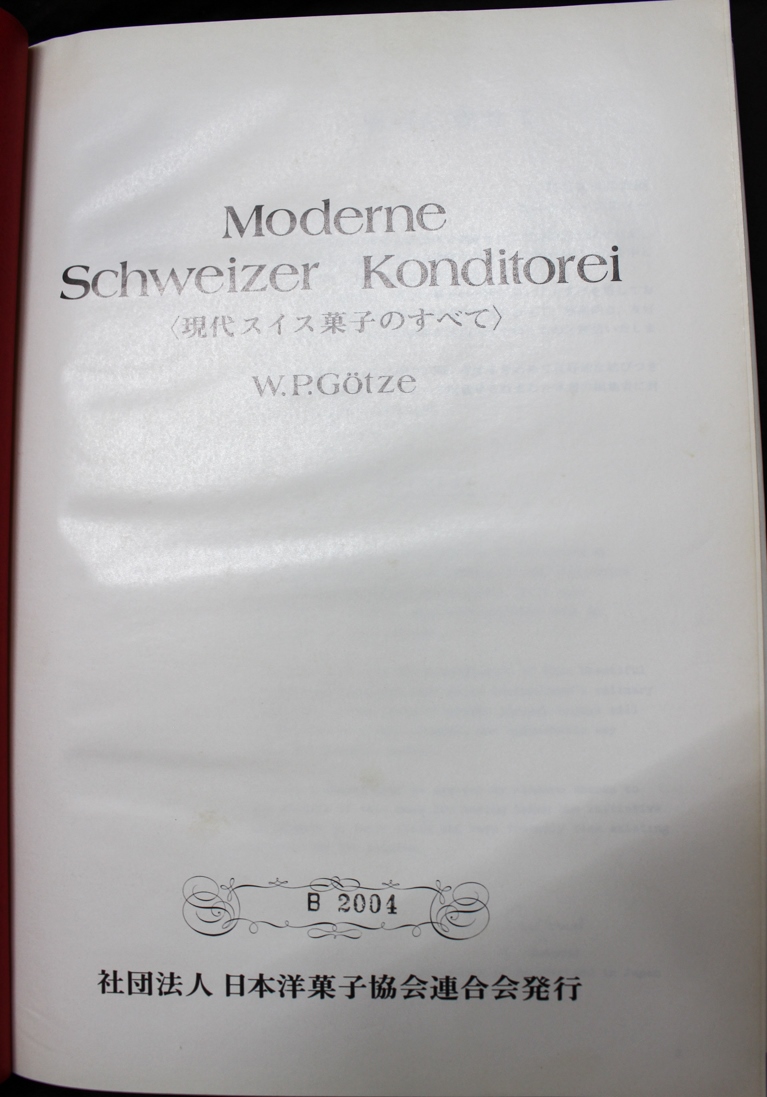 Moderne
Schweizer Konditorei
〈現代スイス菓子のすべて〉
W.P.Götze
B 2004
社団法人 日本洋菓子協会連合会発行